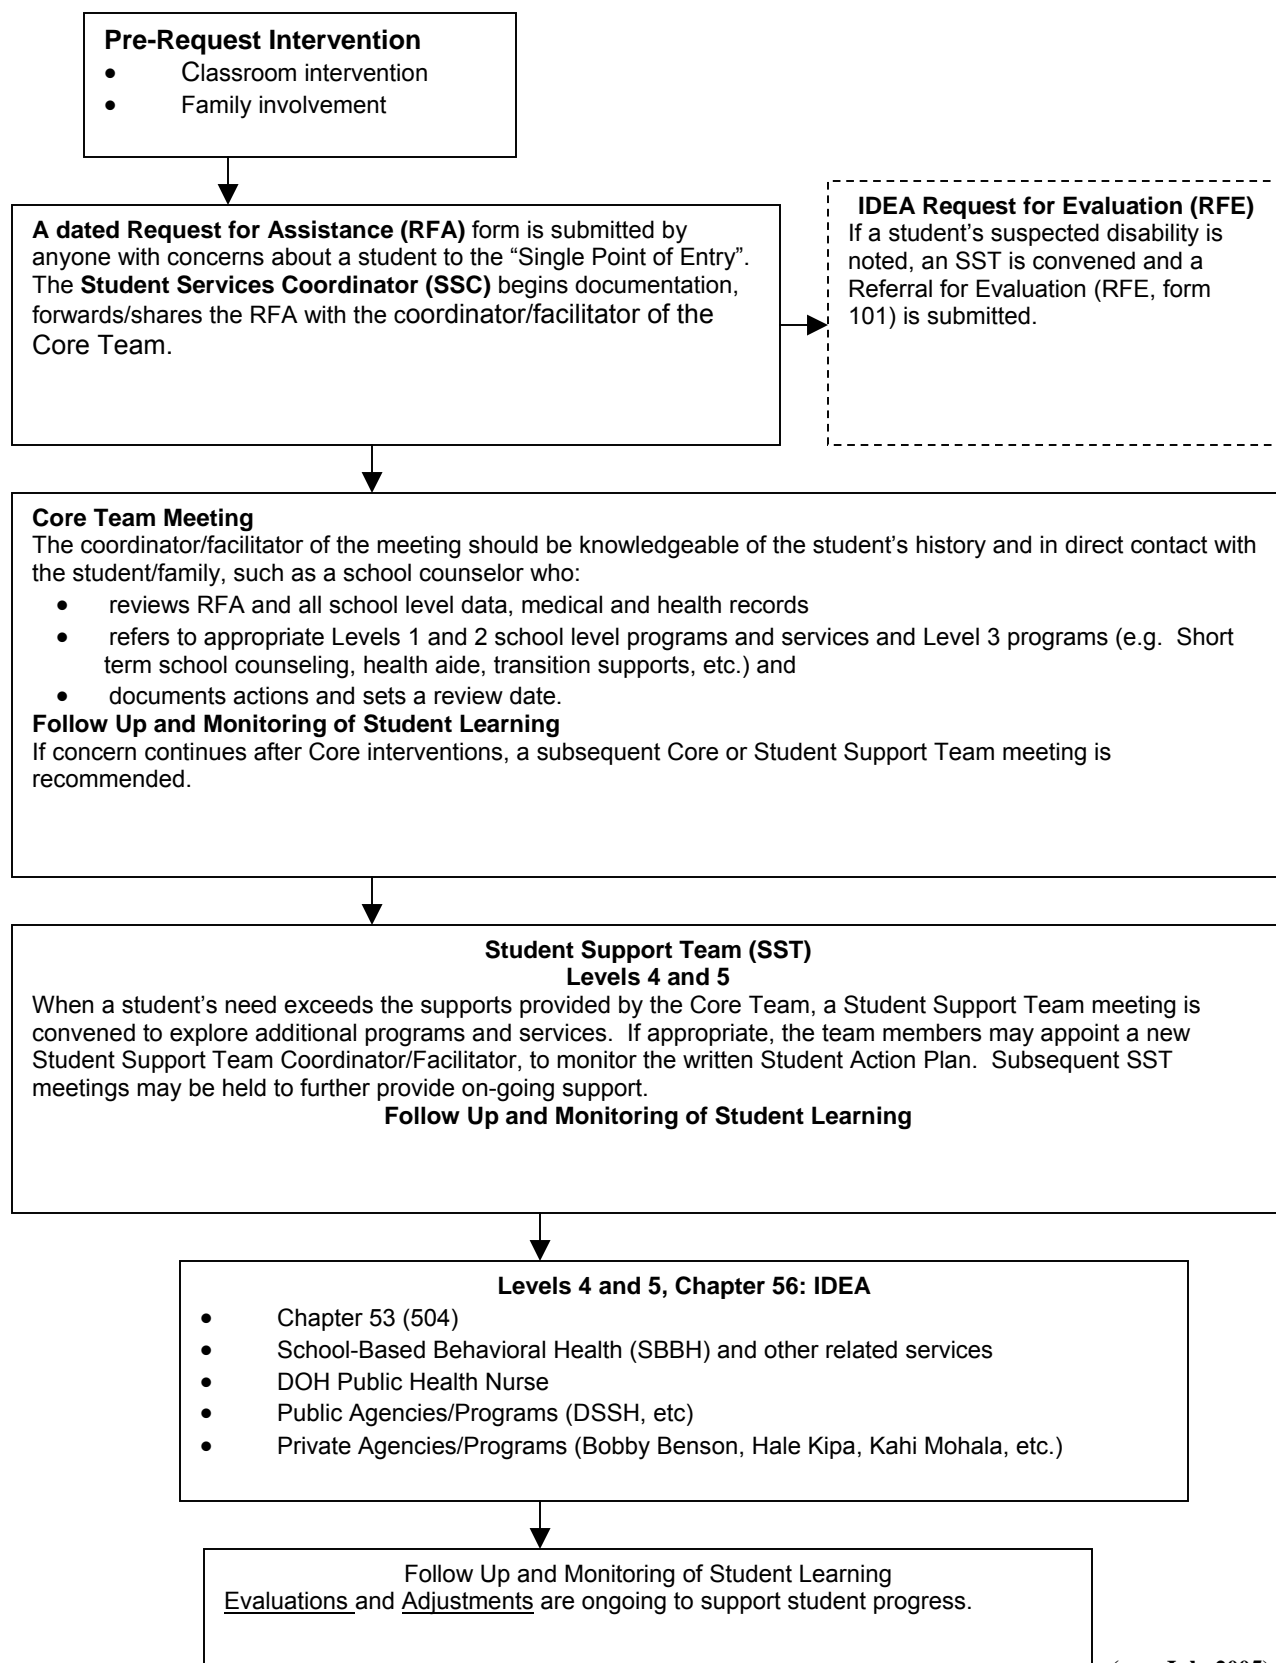 Pre-Request Intervention
• Classroom intervention
• Family involvement
A dated Request for Assistance (RFA) form is submitted by
anyone with concerns about a student to the “Single Point of Entry”.
The Student Services Coordinator (SSC) begins documentation,
forwards/shares the RFA with the coordinator/facilitator of the
Core Team.
IDEA Request for Evaluation (RFE)
If a student’s suspected disability is
noted, an SST is convened and a
Referral for Evaluation (RFE, form
101) is submitted.
Core Team Meeting
The coordinator/facilitator of the meeting should be knowledgeable of the student’s history and in direct contact with
the student/family, such as a school counselor who:
• reviews RFA and all school level data, medical and health records
• refers to appropriate Levels 1 and 2 school level programs and services and Level 3 programs (e.g. Short
term school counseling, health aide, transition supports, etc.) and
• documents actions and sets a review date.
Follow Up and Monitoring of Student Learning
If concern continues after Core interventions, a subsequent Core or Student Support Team meeting is
recommended.
Student Support Team (SST)
Levels 4 and 5
When a student’s need exceeds the supports provided by the Core Team, a Student Support Team meeting is
convened to explore additional programs and services. If appropriate, the team members may appoint a new
Student Support Team Coordinator/Facilitator, to monitor the written Student Action Plan. Subsequent SST
meetings may be held to further provide on-going support.
Follow Up and Monitoring of Student Learning
Levels 4 and 5, Chapter 56: IDEA
• Chapter 53 (504)
• School-Based Behavioral Health (SBBH) and other related services
• DOH Public Health Nurse
• Public Agencies/Programs (DSSH, etc)
• Private Agencies/Programs (Bobby Benson, Hale Kipa, Kahi Mohala, etc.)
Follow Up and Monitoring of Student Learning
Evaluations and Adjustments are ongoing to support student progress.
July 2005)